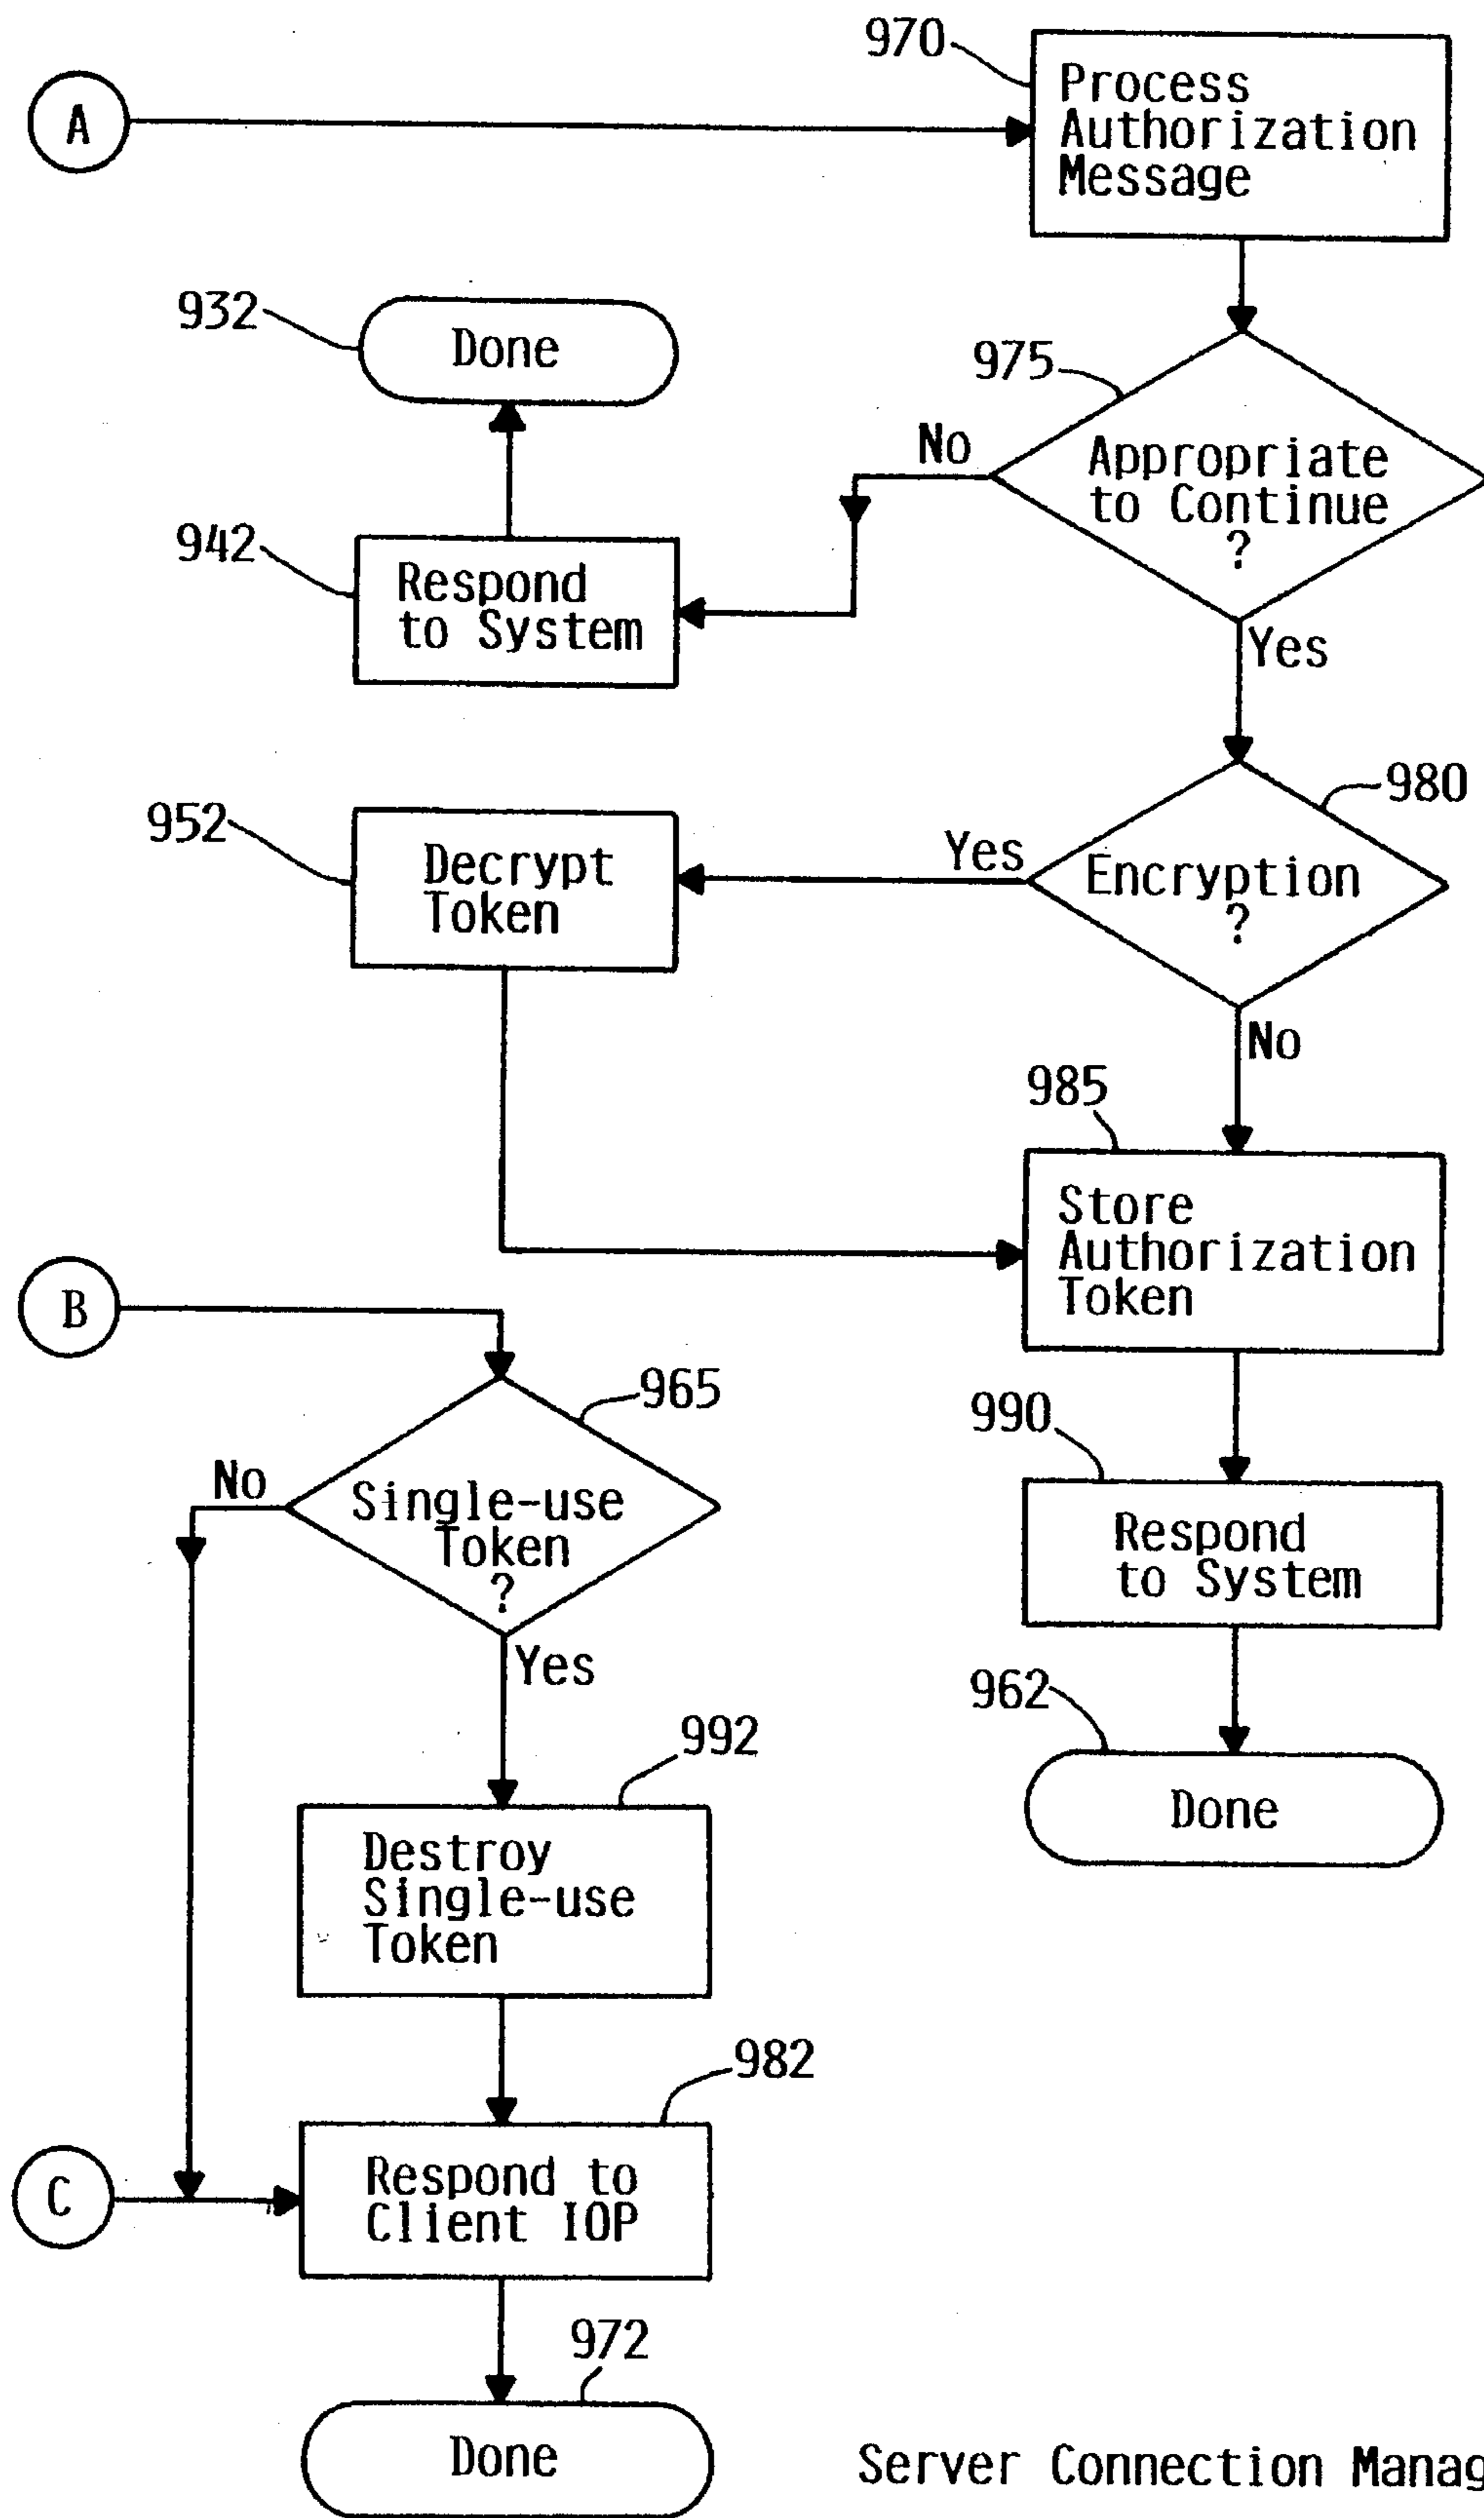 970
A
Process
Authorization
Message
932
Done
975
No
Appropriate
to Continue
?
942
Respond
to System
Yes
980
952
Decrypt
Token
Yes
Encryption
?
No
985
Store
Authorization
Token
B
965
990
No
Single-use
Token
?
Respond
to System
Yes
962
992
Done
Destroy
Single-use
Token
982
C
Respond to
Client IOP
972
Done
Server Connection Manag